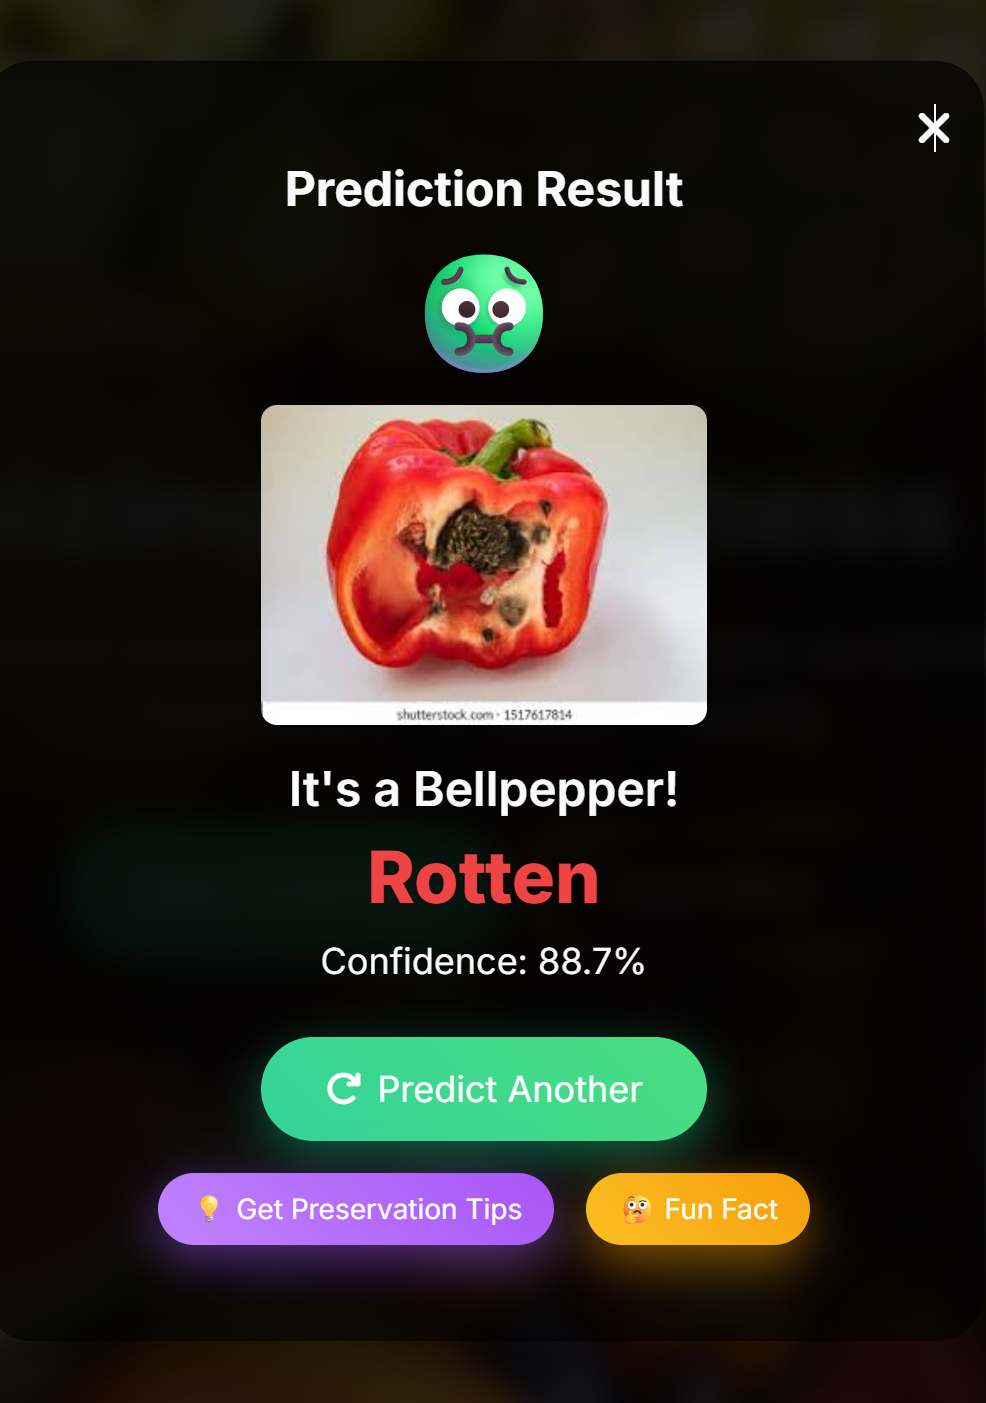 Prediction Result
shutterstock.com · 1517617814
It's a Bellpepper!
Rotten
Confidence: 88.7%
Predict Another
Get Preservation Tips
Fun Fact